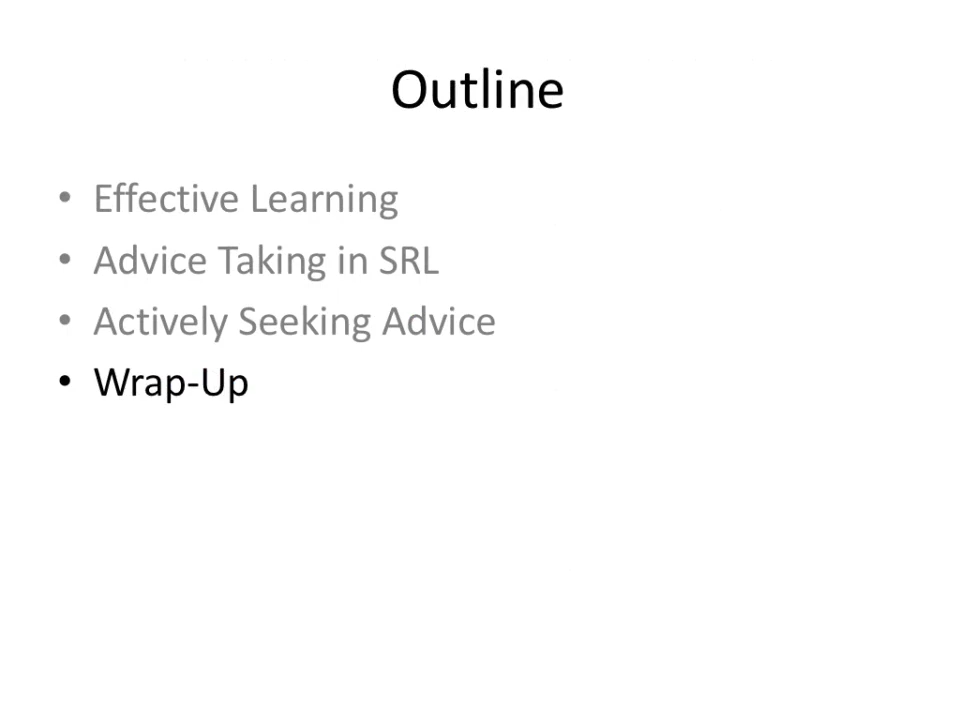 Outline
• Effective Learning
• Advice Taking in SRL
• Actively Seeking Advice
• Wrap-Up